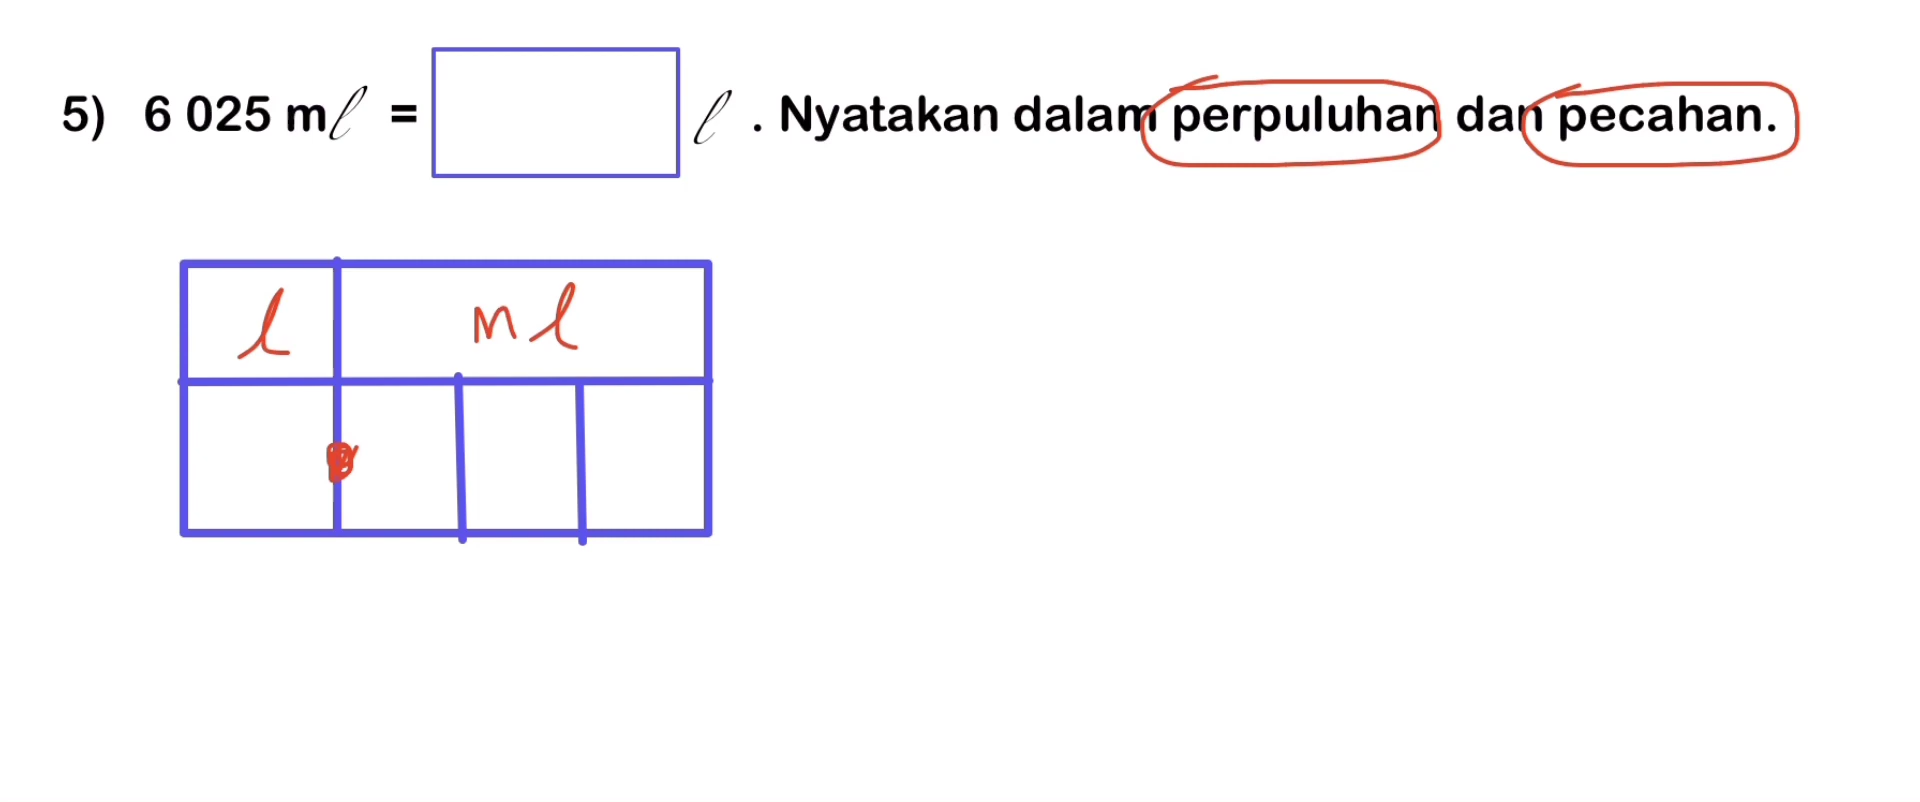 5) 6 025 mℓ = ℓ . Nyatakan dalam perpuluhan dan pecahan.
ℓ mℓ